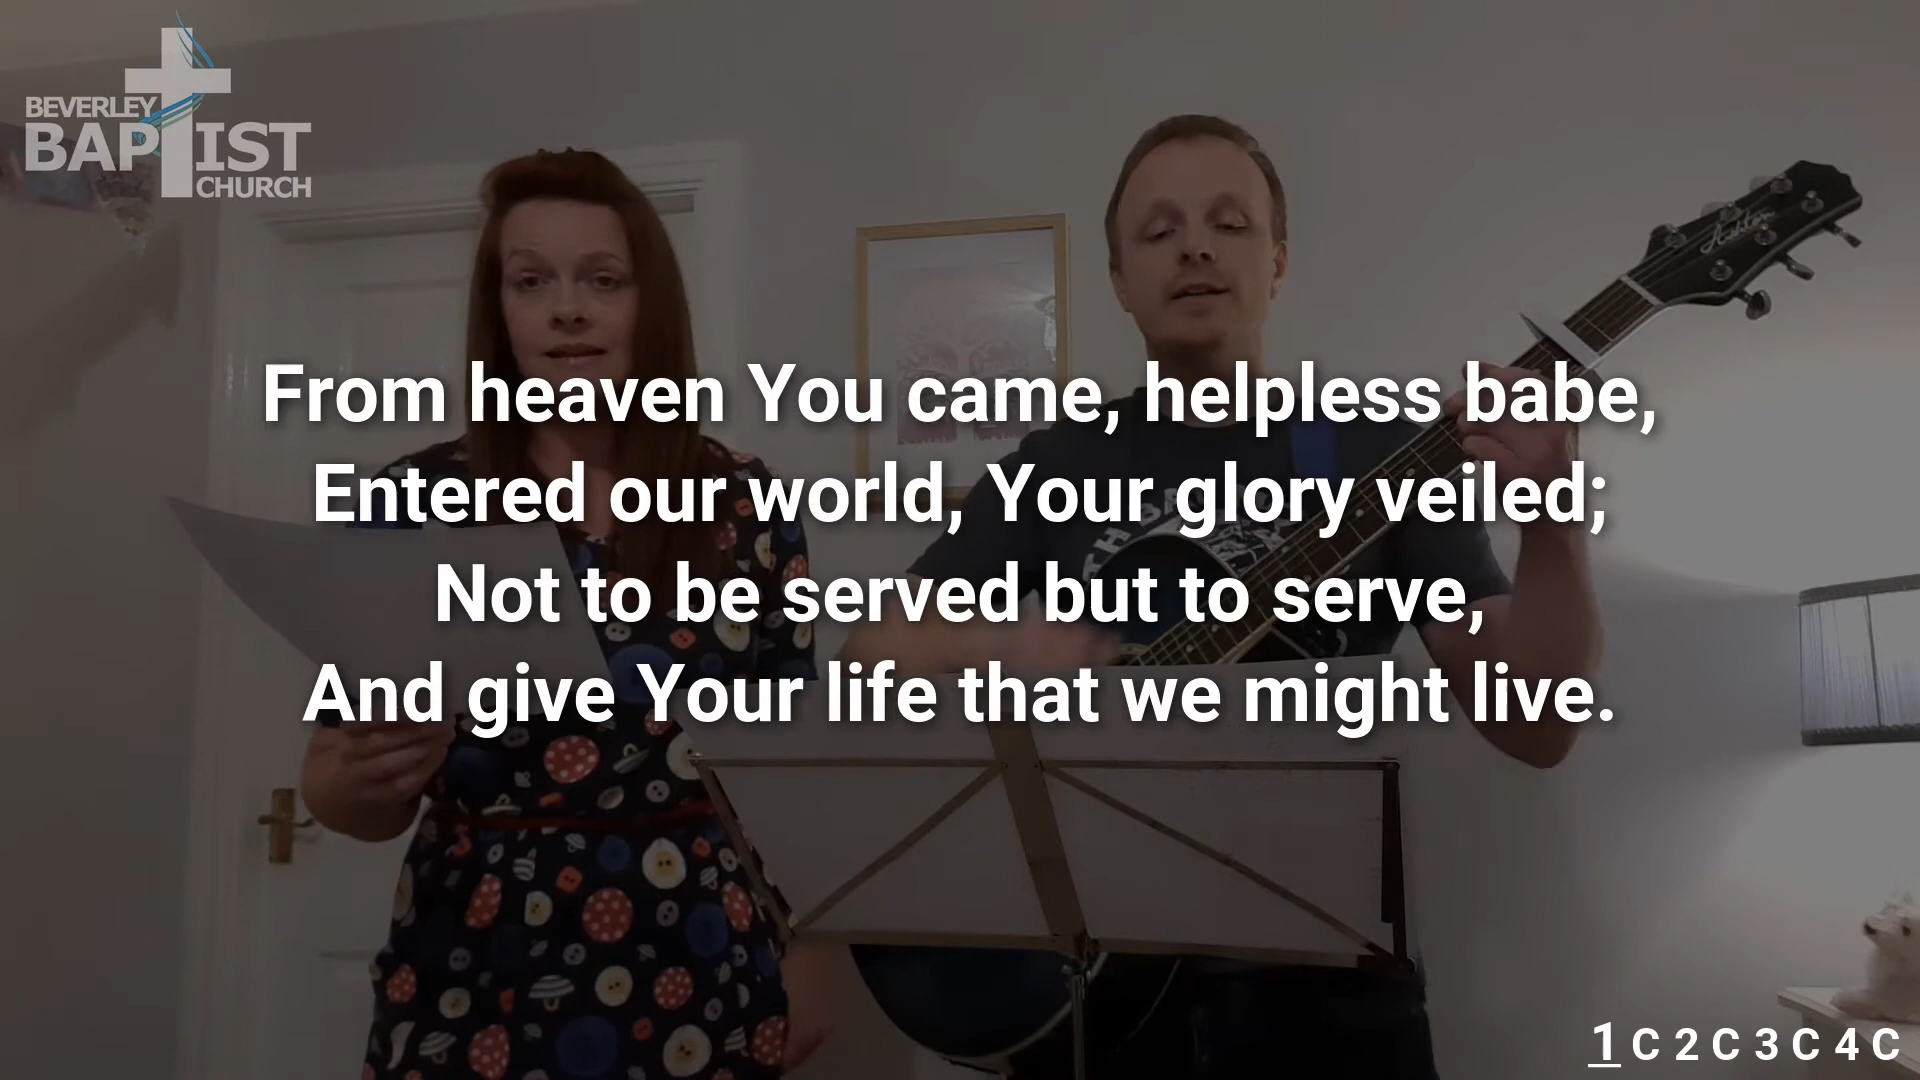 BEVERLEY
BAPTIST
CHURCH
Ashton
From heaven You came, helpless babe,
Entered our world, Your glory veiled;
Not to be served but to serve,
And give Your life that we might live.
1 C 2 C 3 C 4 C